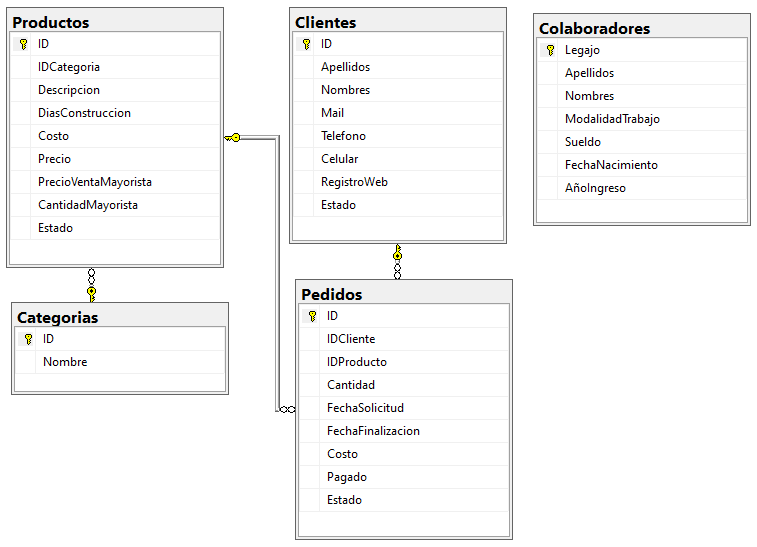 Productos
ID
IDCategoria
Descripcion
DiasConstruccion
Costo
Precio
PrecioVentaMayorista
CantidadMayorista
Estado
Clientes
ID
Apellidos
Nombres
Mail
Telefono
Celular
RegistroWeb
Estado
Colaboradores
Legajo
Apellidos
Nombres
ModalidadTrabajo
Sueldo
FechaNacimiento
AñoIngreso
Categorias
ID
Nombre
Pedidos
ID
IDCliente
IDProducto
Cantidad
FechaSolicitud
FechaFinalizacion
Costo
Pagado
Estado